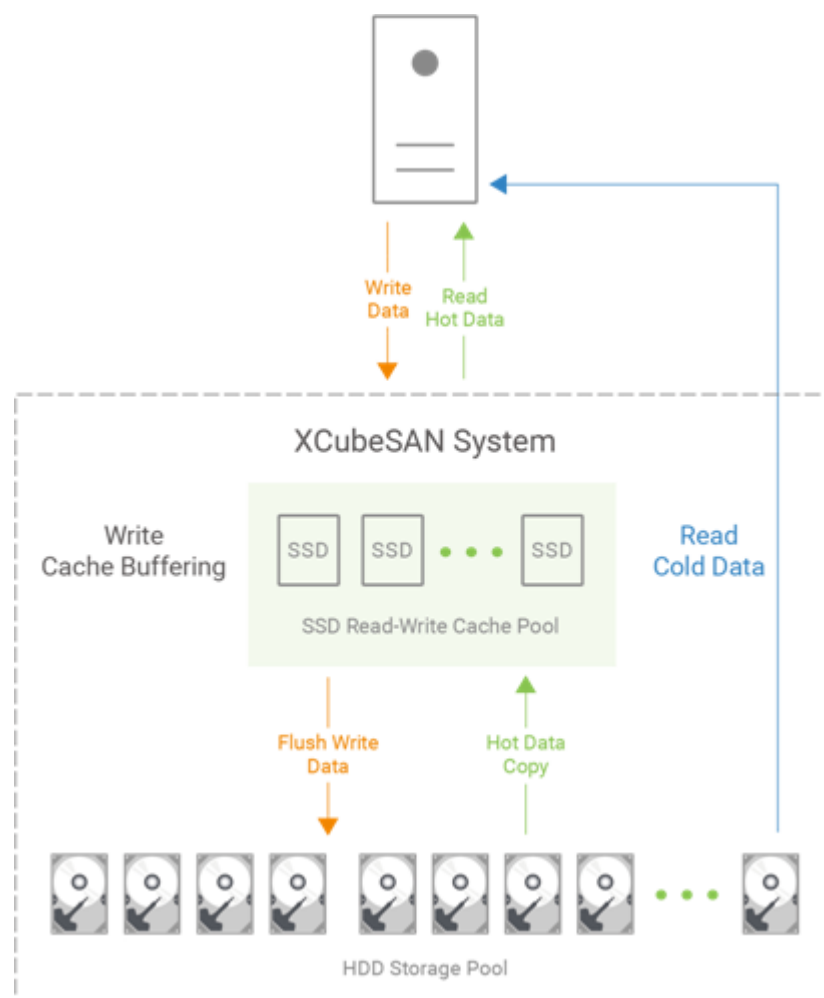 Write
Data
Read
Hot Data
XCubeSAN System
Write
Cache Buffering
SSD
SSD
SSD
Read
Cold Data
SSD Read-Write Cache Pool
Flush Write
Data
Hot Data
Copy
HDD Storage Pool